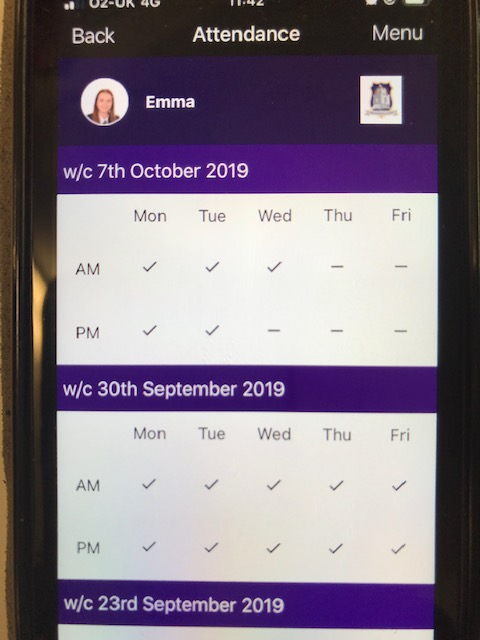 O2-UK 4G 11:42
Back Attendance Menu
Emma
w/c 7th October 2019
Mon Tue Wed Thu Fri
AM ✓ ✓ ✓ – –
PM ✓ ✓ – – –
w/c 30th September 2019
Mon Tue Wed Thu Fri
AM ✓ ✓ ✓ ✓ ✓
PM ✓ ✓ ✓ ✓ ✓
w/c 23rd September 2019